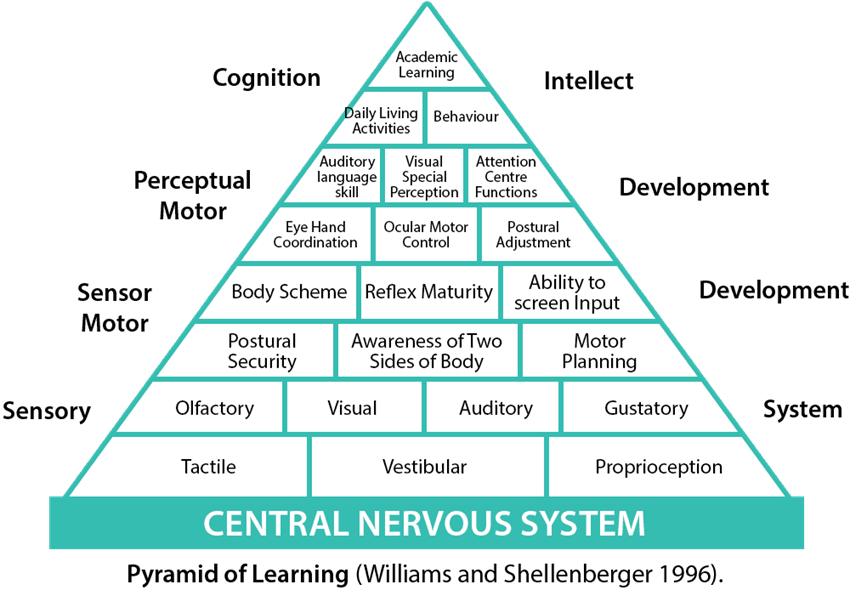 Academic
Learning
Cognition
Intellect
Daily Living
Activities
Behaviour
Auditory
language
skill
Visual
Special
Perception
Attention
Centre
Functions
Perceptual
Motor
Development
Eye Hand
Coordination
Ocular Motor
Control
Postural
Adjustment
Body Scheme
Reflex Maturity
Ability to
screen Input
Sensor
Motor
Development
Postural
Security
Awareness of Two
Sides of Body
Motor
Planning
Sensory
Olfactory
Visual
Auditory
Gustatory
System
Tactile
Vestibular
Proprioception
CENTRAL NERVOUS SYSTEM
Pyramid of Learning (Williams and Shellenberger 1996).